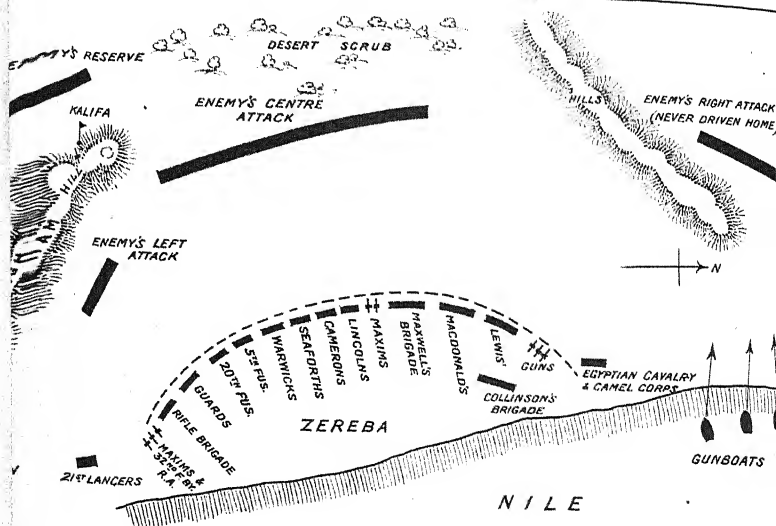 DESERT SCRUB
ENEMY'S RESERVE
KALIFA
ENEMY'S CENTRE
ATTACK
HILLS
ENEMY'S RIGHT ATTACK
(NEVER DRIVEN HOME)
HILL
ENEMY'S LEFT
ATTACK
N
RIFLE BRIGADE
GUARDS
20TH FUS.
5TH FUS.
WARWICKS
SEAFORTHS
CAMERONS
LINCOLNS
MAXIMS
MAXWELL'S
BRIGADE
MACDONALD'S
LEWIS'
GUNS
EGYPTIAN CAVALRY
& CAMEL CORPS
COLLINSON'S
BRIGADE
ZEREBA
MAXIMS &
32ND F. BY.
R.A.
21ST LANCERS
GUNBOATS
NILE